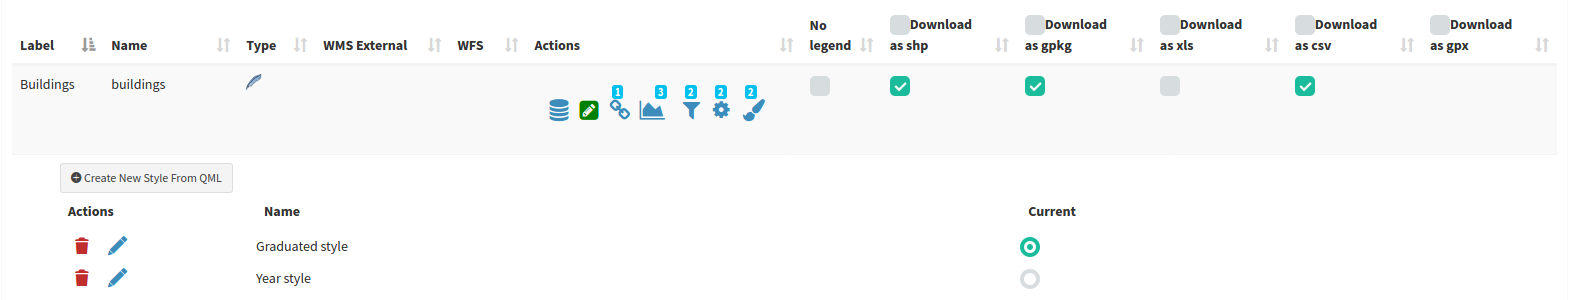 Label Name Type WMS External WFS Actions No legend Download as shp Download as gpkg Download as xls Download as csv Download as gpx
Buildings buildings 1 3 2 2 2
Create New Style From QML
Actions Name Current
Graduated style
Year style